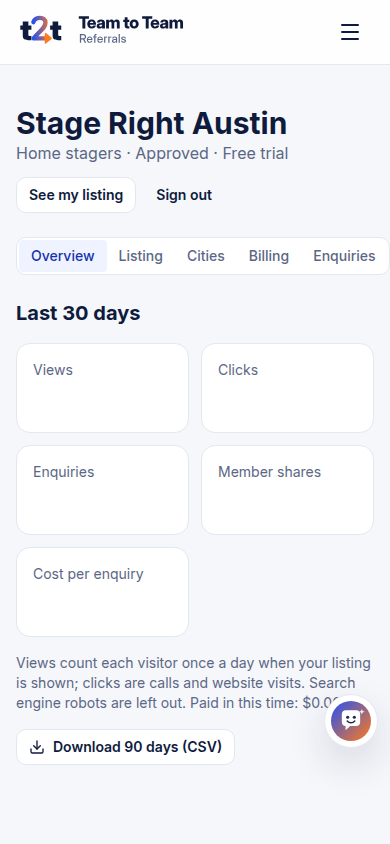 t2t Team to Team
Referrals
Stage Right Austin
Home stagers · Approved · Free trial
See my listing Sign out
Overview Listing Cities Billing Enquiries
Last 30 days
Views Clicks
Enquiries Member shares
Cost per enquiry
Views count each visitor once a day when your listing
is shown; clicks are calls and website visits. Search
engine robots are left out. Paid in this time:
Download 90 days (CSV)